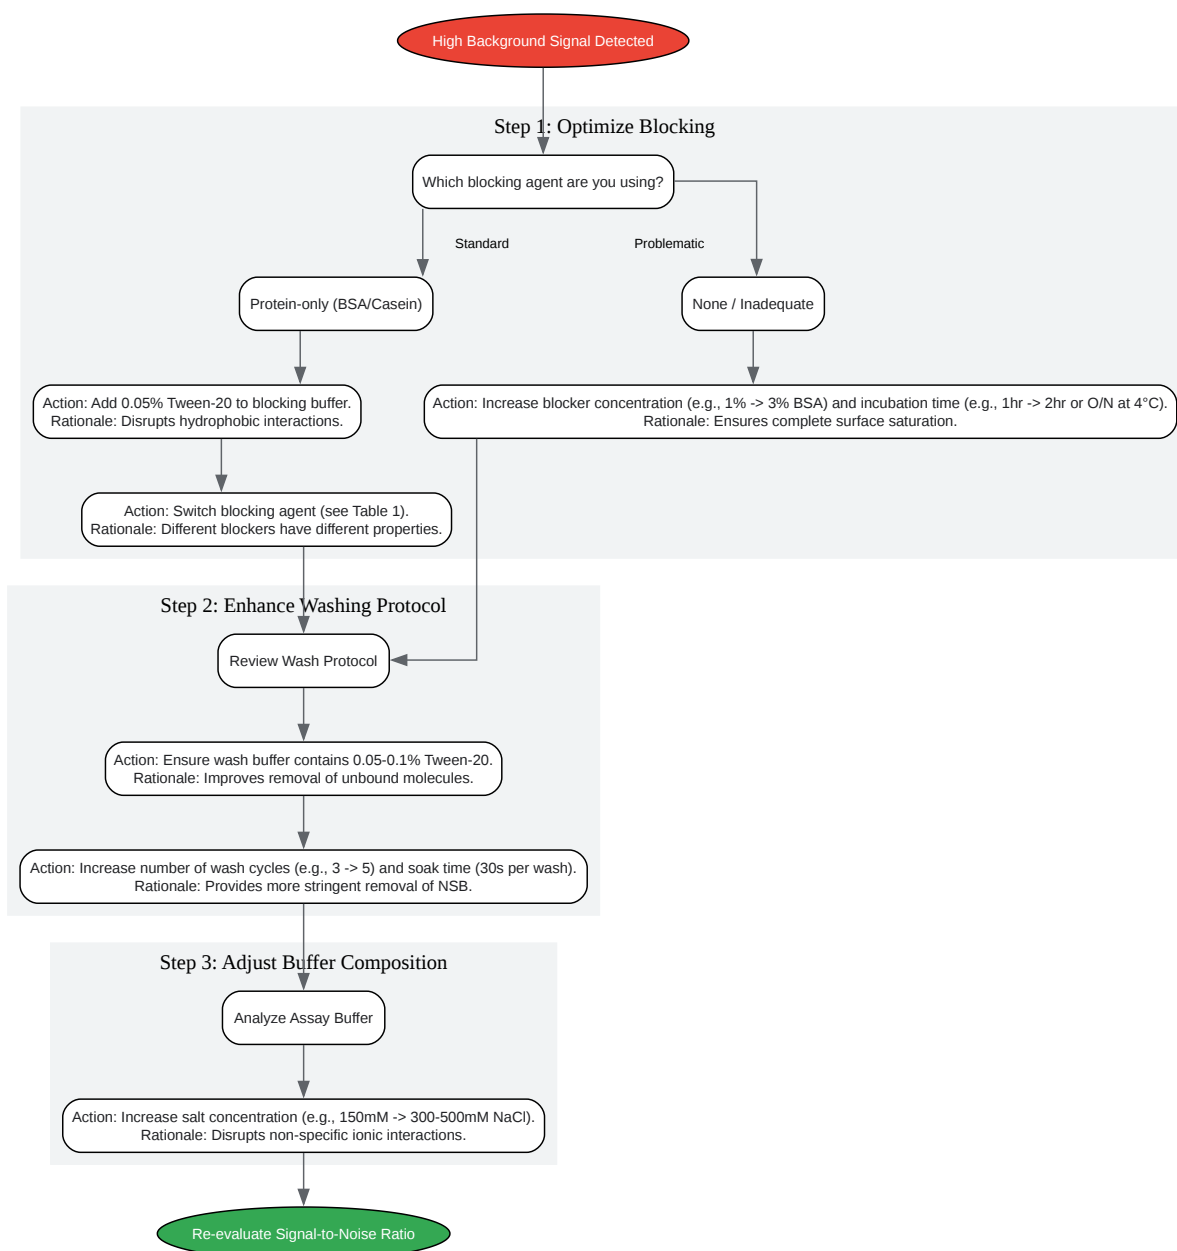 High Background Signal Detected
Step 1: Optimize Blocking
Which blocking agent are you using?
Standard
Problematic
Protein-only (BSA/Casein)
None / Inadequate
Action: Add 0.05% Tween-20 to blocking buffer.
Rationale: Disrupts hydrophobic interactions.
Action: Increase blocker concentration (e.g., 1% -> 3% BSA) and incubation time (e.g., 1hr -> 2hr or O/N at 4°C).
Rationale: Ensures complete surface saturation.
Action: Switch blocking agent (see Table 1).
Rationale: Different blockers have different properties.
Step 2: Enhance Washing Protocol
Review Wash Protocol
Action: Ensure wash buffer contains 0.05-0.1% Tween-20.
Rationale: Improves removal of unbound molecules.
Action: Increase number of wash cycles (e.g., 3 -> 5) and soak time (30s per wash).
Rationale: Provides more stringent removal of NSB.
Step 3: Adjust Buffer Composition
Analyze Assay Buffer
Action: Increase salt concentration (e.g., 150mM -> 300-500mM NaCl).
Rationale: Disrupts non-specific ionic interactions.
Re-evaluate Signal-to-Noise Ratio